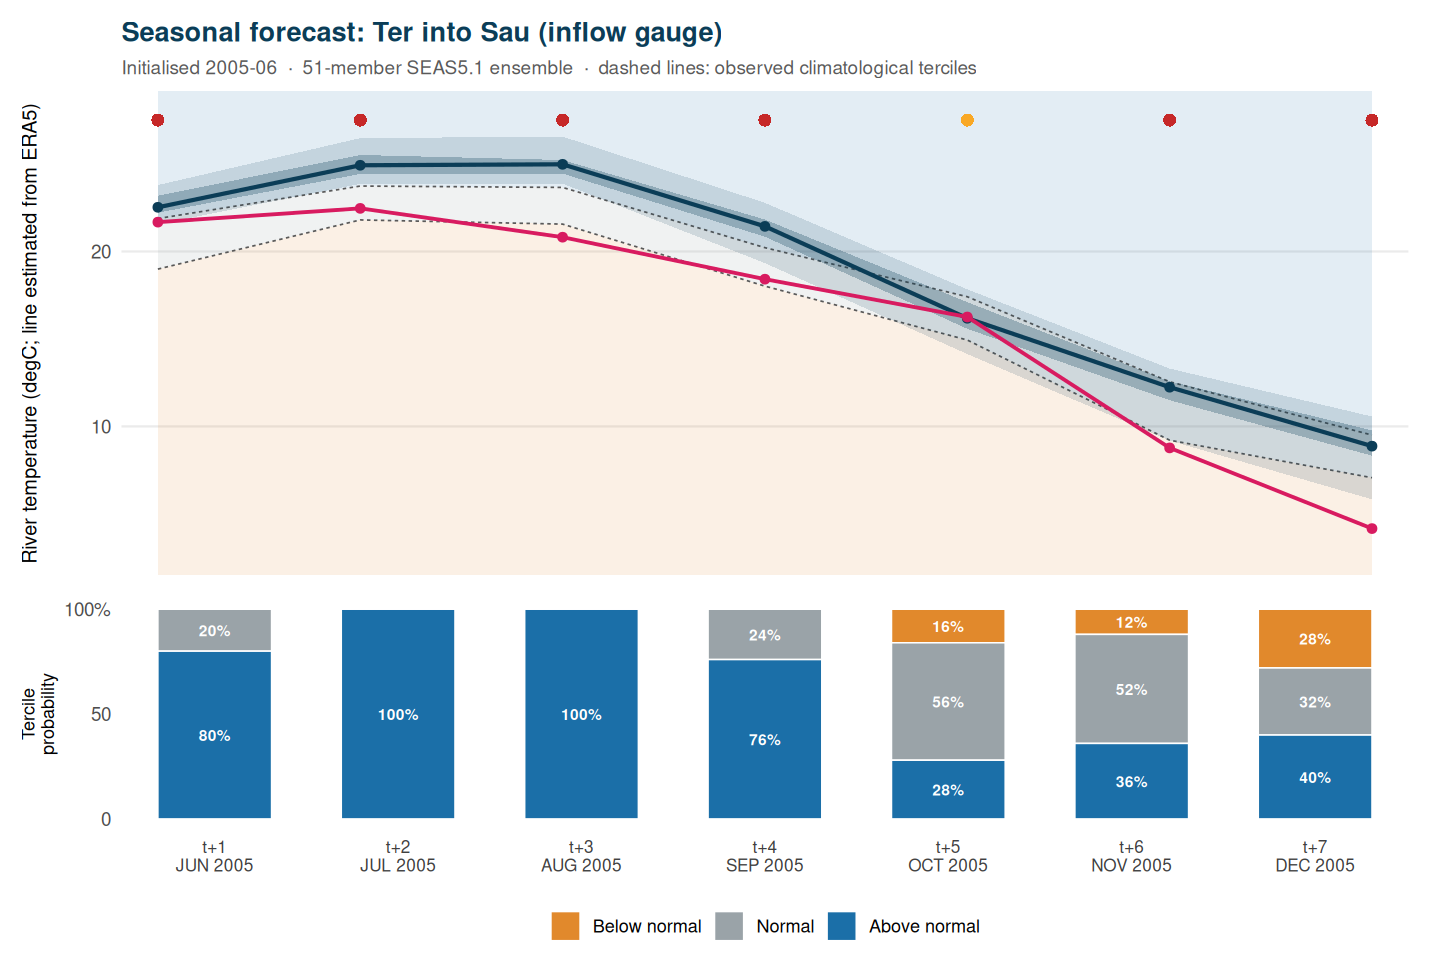 Seasonal forecast: Ter into Sau (inflow gauge)
Initialised 2005-06 · 51-member SEAS5.1 ensemble · dashed lines: observed climatological terciles
River temperature (degC; line estimated from ERA5)
20
10
Tercile
probability
100%
50
0
20%
80%
100%
100%
24%
76%
16%
56%
28%
12%
52%
36%
28%
32%
40%
t+1
JUN 2005
t+2
JUL 2005
t+3
AUG 2005
t+4
SEP 2005
t+5
OCT 2005
t+6
NOV 2005
t+7
DEC 2005
Below normal
Normal
Above normal